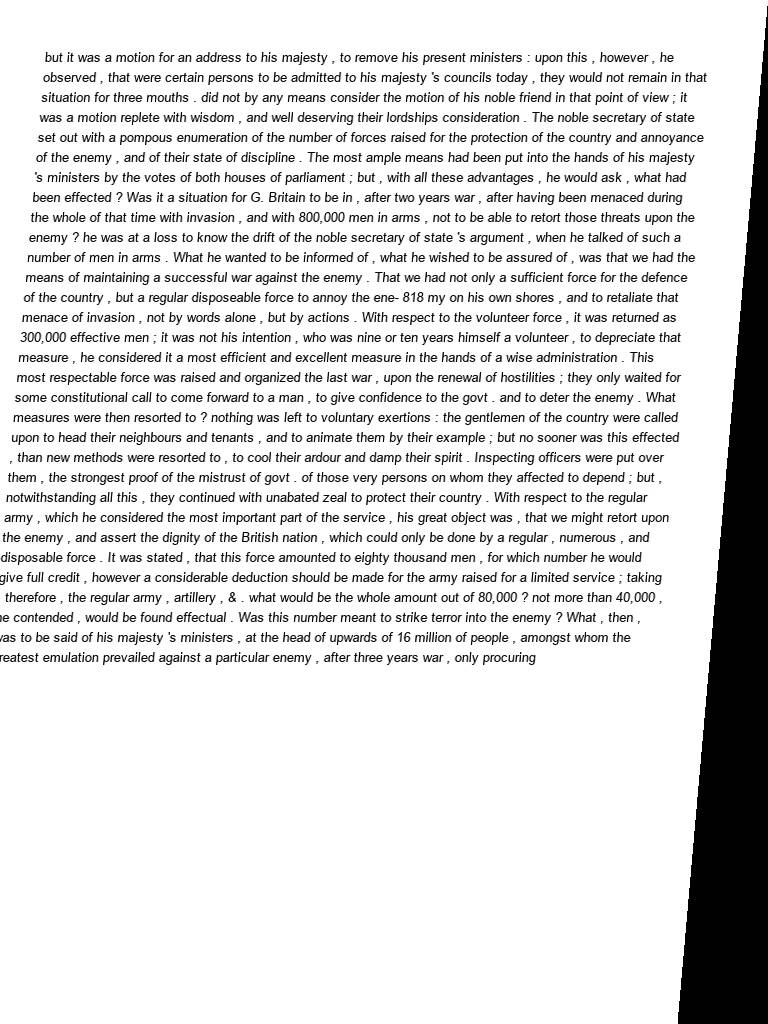 but it was a motion for an address to his majesty , to remove his present ministers : upon this , however , he
observed , that were certain persons to be admitted to his majesty 's councils today , they would not remain in that
situation for three mouths . did not by any means consider the motion of his noble friend in that point of view ; it
was a motion replete with wisdom , and well deserving their lordships consideration . The noble secretary of state
set out with a pompous enumeration of the number of forces raised for the protection of the country and annoyance
of the enemy , and of their state of discipline . The most ample means had been put into the hands of his majesty
's ministers by the votes of both houses of parliament ; but , with all these advantages , he would ask , what had
been effected ? Was it a situation for G. Britain to be in , after two years war , after having been menaced during
the whole of that time with invasion , and with 800,000 men in arms , not to be able to retort those threats upon the
enemy ? he was at a loss to know the drift of the noble secretary of state 's argument , when he talked of such a
number of men in arms . What he wanted to be informed of , what he wished to be assured of , was that we had the
means of maintaining a successful war against the enemy . That we had not only a sufficient force for the defence
of the country , but a regular disposeable force to annoy the ene- 818 my on his own shores , and to retaliate that
menace of invasion , not by words alone , but by actions . With respect to the volunteer force , it was returned as
300,000 effective men ; it was not his intention , who was nine or ten years himself a volunteer , to depreciate that
measure , he considered it a most efficient and excellent measure in the hands of a wise administration . This
most respectable force was raised and organized the last war , upon the renewal of hostilities ; they only waited for
some constitutional call to come forward to a man , to give confidence to the govt . and to deter the enemy . What
measures were then resorted to ? nothing was left to voluntary exertions : the gentlemen of the country were called
upon to head their neighbours and tenants , and to animate them by their example ; but no sooner was this effected
, than new methods were resorted to , to cool their ardour and damp their spirit . Inspecting officers were put over
them , the strongest proof of the mistrust of govt . of those very persons on whom they affected to depend ; but ,
notwithstanding all this , they continued with unabated zeal to protect their country . With respect to the regular
army , which he considered the most important part of the service , his great object was , that we might retort upon
the enemy , and assert the dignity of the British nation , which could only be done by a regular , numerous , and
disposable force . It was stated , that this force amounted to eighty thousand men , for which number he would
give full credit , however a considerable deduction should be made for the army raised for a limited service ; taking
therefore , the regular army , artillery , & . what would be the whole amount out of 80,000 ? not more than 40,000 ,
he contended , would be found effectual . Was this number meant to strike terror into the enemy ? What , then ,
was to be said of his majesty 's ministers , at the head of upwards of 16 million of people , amongst whom the
reatest emulation prevailed against a particular enemy , after three years war , only procuring